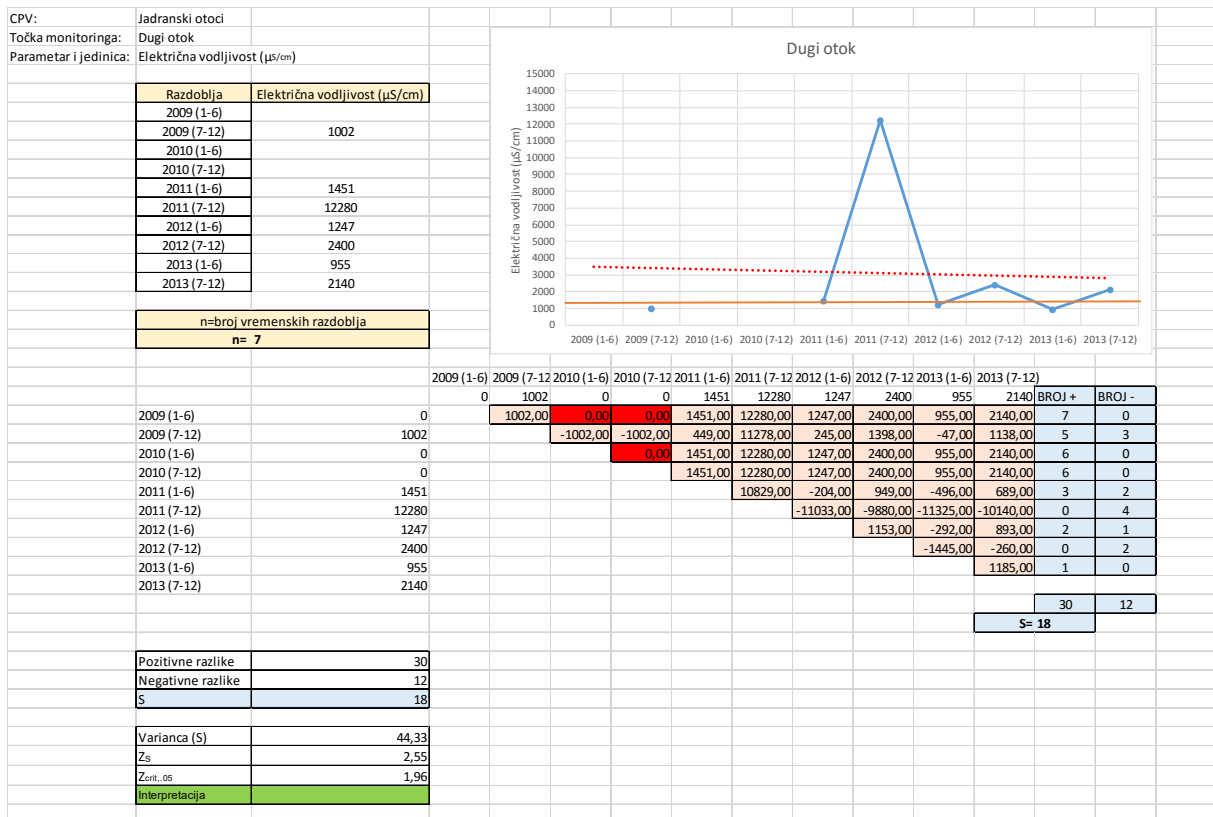 CPV: Jadranski otoci
Točka monitoringa: Dugi otok
Parametar i jedinica: Električna vodljivost (µS/cm)
Razdoblja Električna vodljivost (µS/cm)
2009 (1-6)
2009 (7-12) 1002
2010 (1-6)
2010 (7-12)
2011 (1-6) 1451
2011 (7-12) 12280
2012 (1-6) 1247
2012 (7-12) 2400
2013 (1-6) 955
2013 (7-12) 2140
n=broj vremenskih razdoblja
n= 7
Dugi otok
Električna vodljivost (µS/cm)
15000
14000
13000
12000
11000
10000
9000
8000
7000
6000
5000
4000
3000
2000
1000
0
2009 (1-6) 2009 (7-12) 2010 (1-6) 2010 (7-12) 2011 (1-6) 2011 (7-12) 2012 (1-6) 2012 (7-12) 2013 (1-6) 2013 (7-12)
2009 (1-6) 2009 (7-12 2010 (1-6) 2010 (7-12 2011 (1-6) 2011 (7-12 2012 (1-6) 2012 (7-12 2013 (1-6) 2013 (7-12)
0 1002 0 0 1451 12280 1247 2400 955 2140 BROJ + BROJ -
2009 (1-6) 0 1002,00 0,00 0,00 1451,00 12280,00 1247,00 2400,00 955,00 2140,00 7 0
2009 (7-12) 1002 -1002,00 -1002,00 449,00 11278,00 245,00 1398,00 -47,00 1138,00 5 3
2010 (1-6) 0 0,00 1451,00 12280,00 1247,00 2400,00 955,00 2140,00 6 0
2010 (7-12) 0 1451,00 12280,00 1247,00 2400,00 955,00 2140,00 6 0
2011 (1-6) 1451 10829,00 -204,00 949,00 -496,00 689,00 3 2
2011 (7-12) 12280 -11033,00 -9880,00 -11325,00 -10140,00 0 4
2012 (1-6) 1247 1153,00 -292,00 893,00 2 1
2012 (7-12) 2400 -1445,00 -260,00 0 2
2013 (1-6) 955 1185,00 1 0
2013 (7-12) 2140
30 12
S= 18
Pozitivne razlike 30
Negativne razlike 12
S 18
Varianca (S) 44,33
Zs 2,55
Zcrit,.05 1,96
Interpretacija